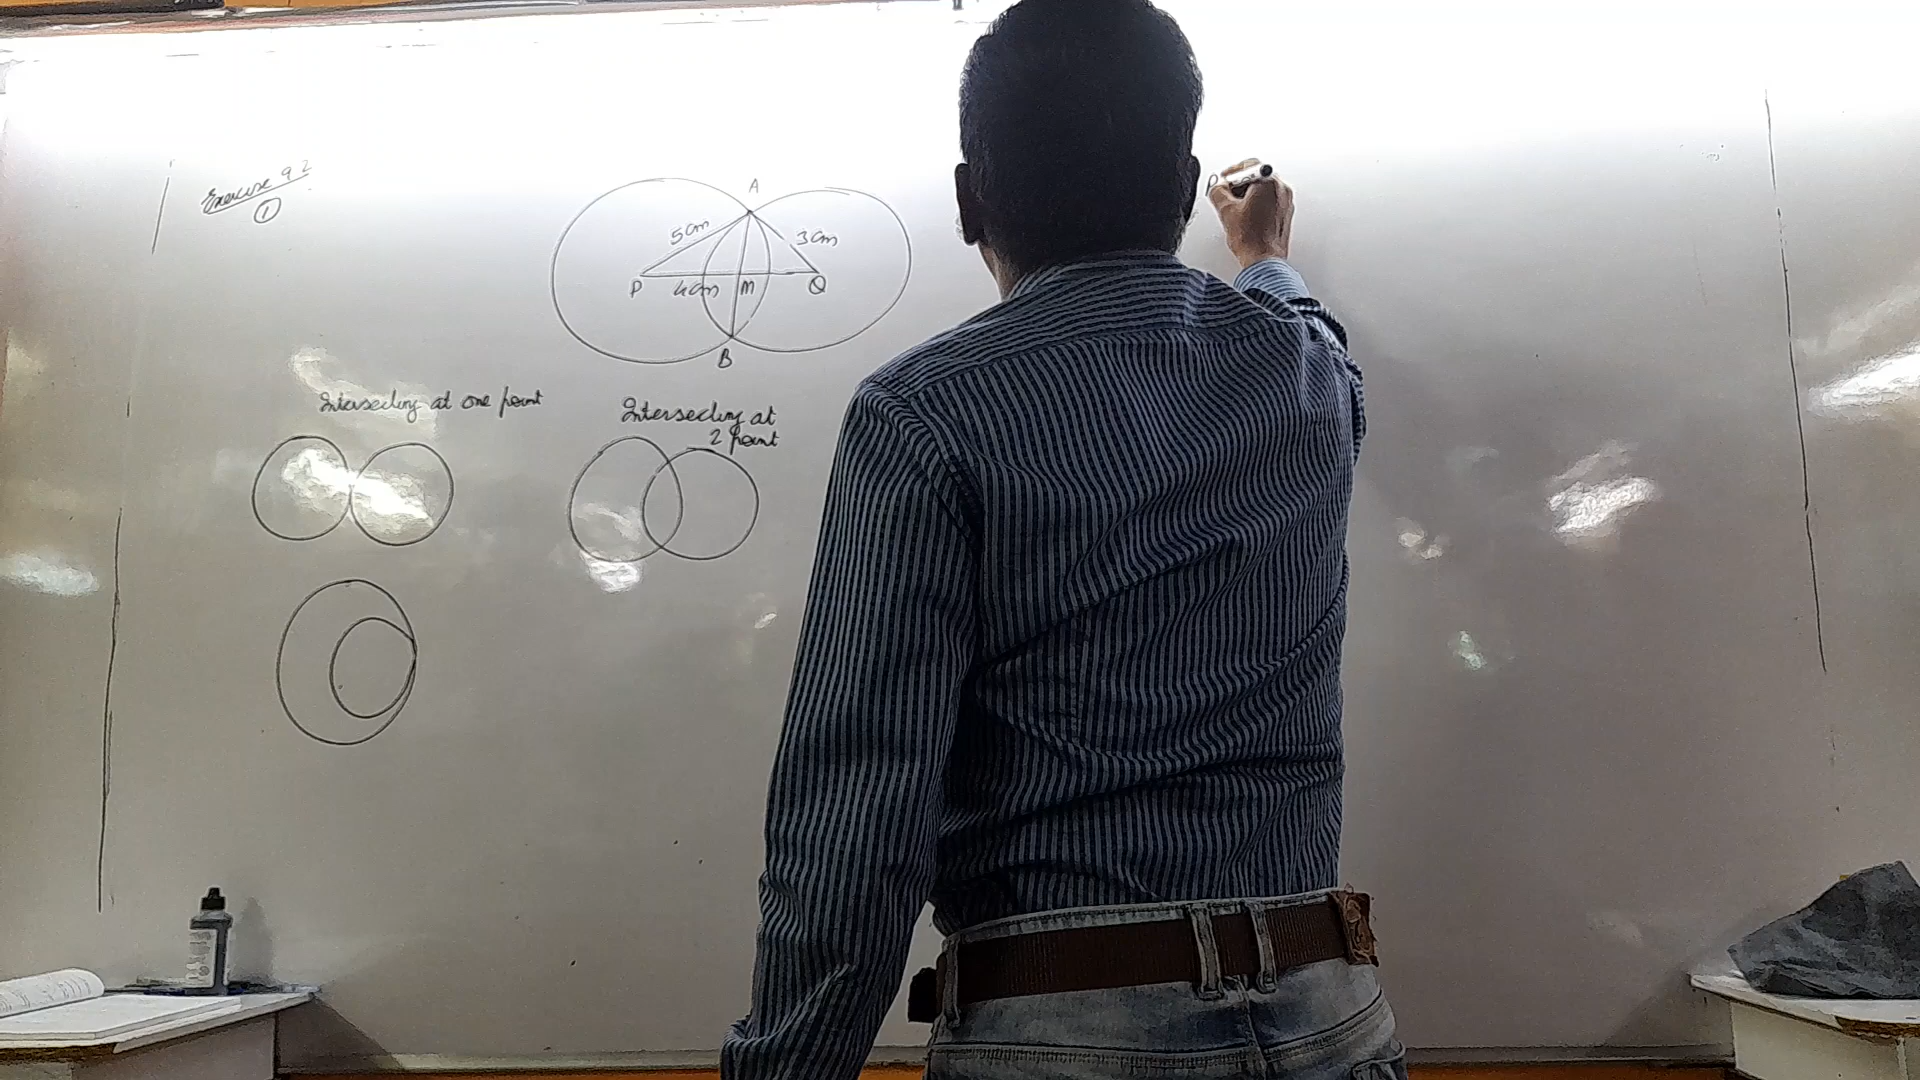 Exercise 9.2
①
A
5cm
3cm
P
4cm
M
Q
B
Intersecting at one point
Intersecting at
2 point
P